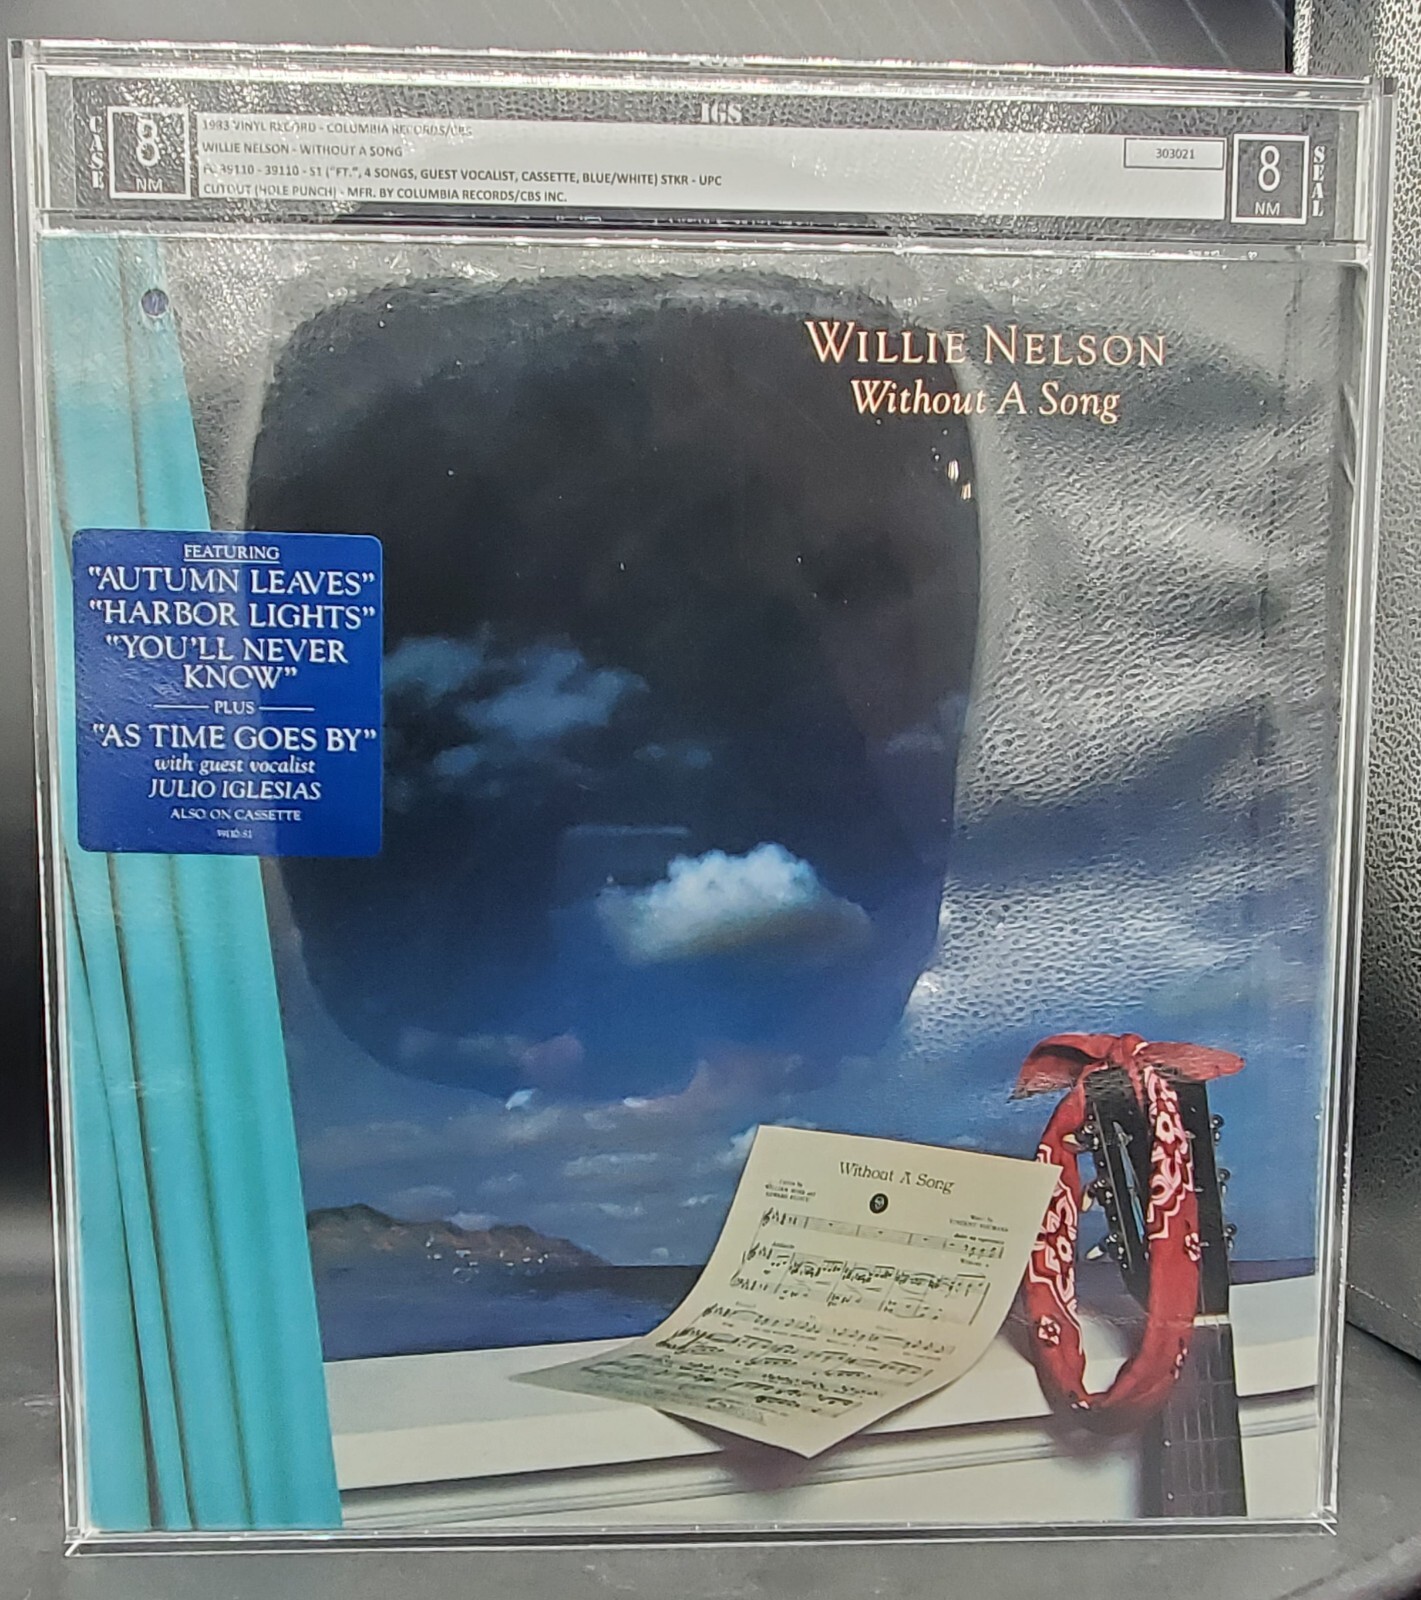 IGS
CASE
8
NM
1983 VINYL RECORD - COLUMBIA RECORDS/CBS
WILLIE NELSON - WITHOUT A SONG
39110 - 39110 - S1 ("FT.", 4 SONGS, GUEST VOCALIST, CASSETTE, BLUE/WHITE) STKR - UPC
CUTOUT (HOLE PUNCH) - MFR. BY COLUMBIA RECORDS/CBS INC.
303021
8
NM
SEAL
WILLIE NELSON
Without A Song
FEATURING
"AUTUMN LEAVES"
"HARBOR LIGHTS"
"YOU'LL NEVER
KNOW"
PLUS
"AS TIME GOES BY"
with guest vocalist
JULIO IGLESIAS
ALSO ON CASSETTE
Without A Song